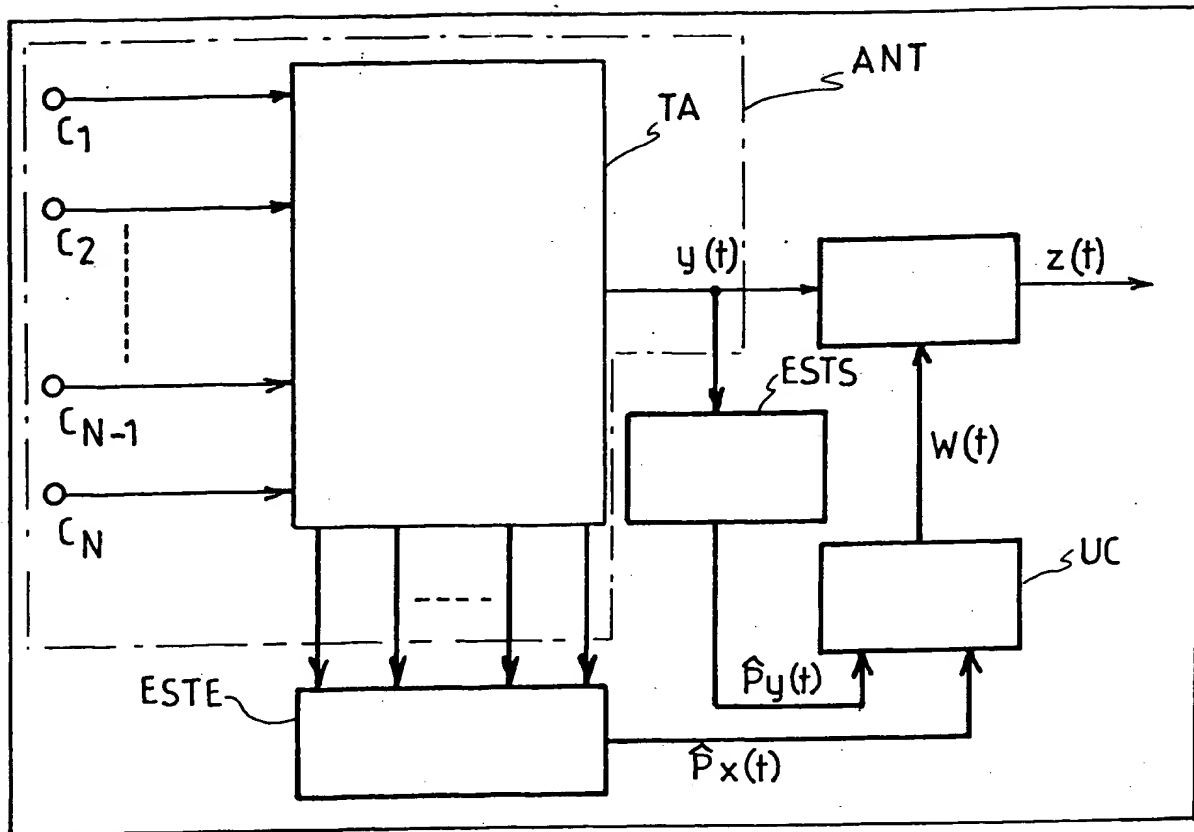 ANT
TA
C1
C2
y(t)
z(t)
ESTS
CN-1
W(t)
CN
UC
P̂y(t)
ESTE
P̂x(t)